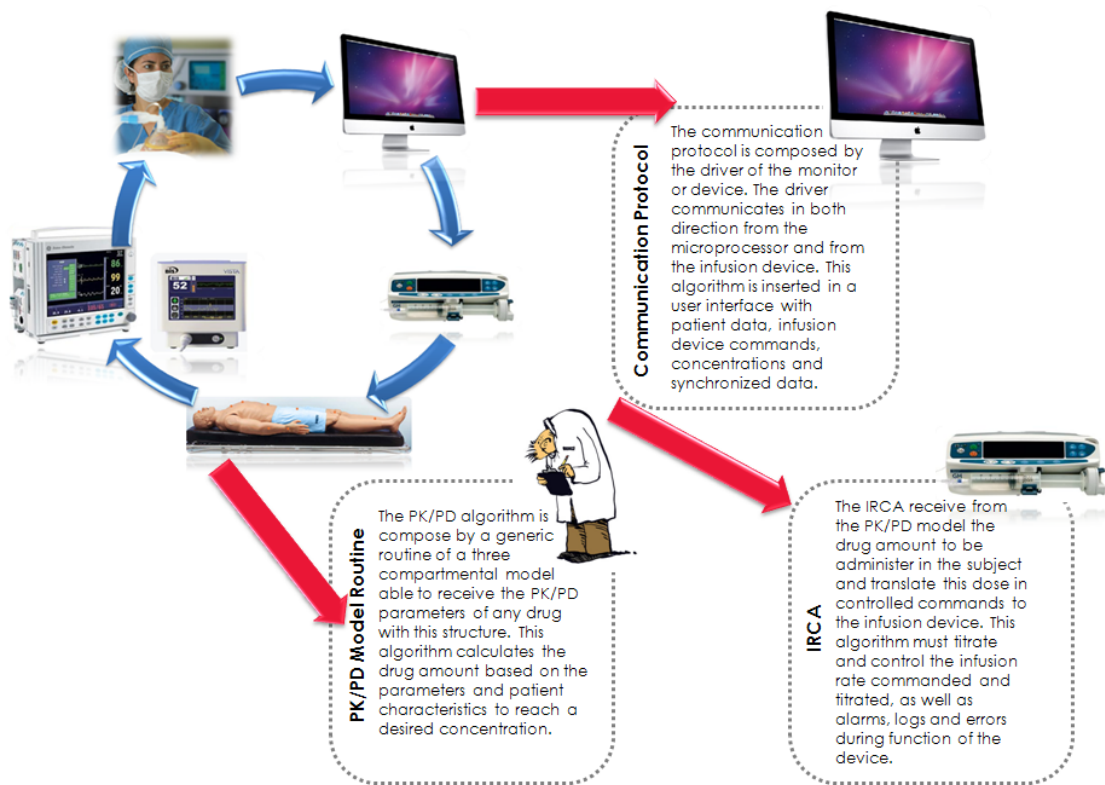 Communication Protocol
The communication
protocol is composed by
the driver of the monitor
or device. The driver
communicates in both
direction from the
microprocessor and from
the infusion device. This
algorithm is inserted in a
user interface with
patient data, infusion
device commands,
concentrations and
synchronized data.
86
99
20
BIS
VISTA
52
PK/PD Model Routine
The PK/PD algorithm is
compose by a generic
routine of a three
compartmental model
able to receive the PK/PD
parameters of any drug
with this structure. This
algorithm calculates the
drug amount based on the
parameters and patient
characteristics to reach a
desired concentration.
IRCA
The IRCA receive from
the PK/PD model the
drug amount to be
administer in the subject
and translate this dose in
controlled commands to
the infusion device. This
algorithm must titrate
and control the infusion
rate commanded and
titrated, as well as
alarms, logs and errors
during function of the
device.